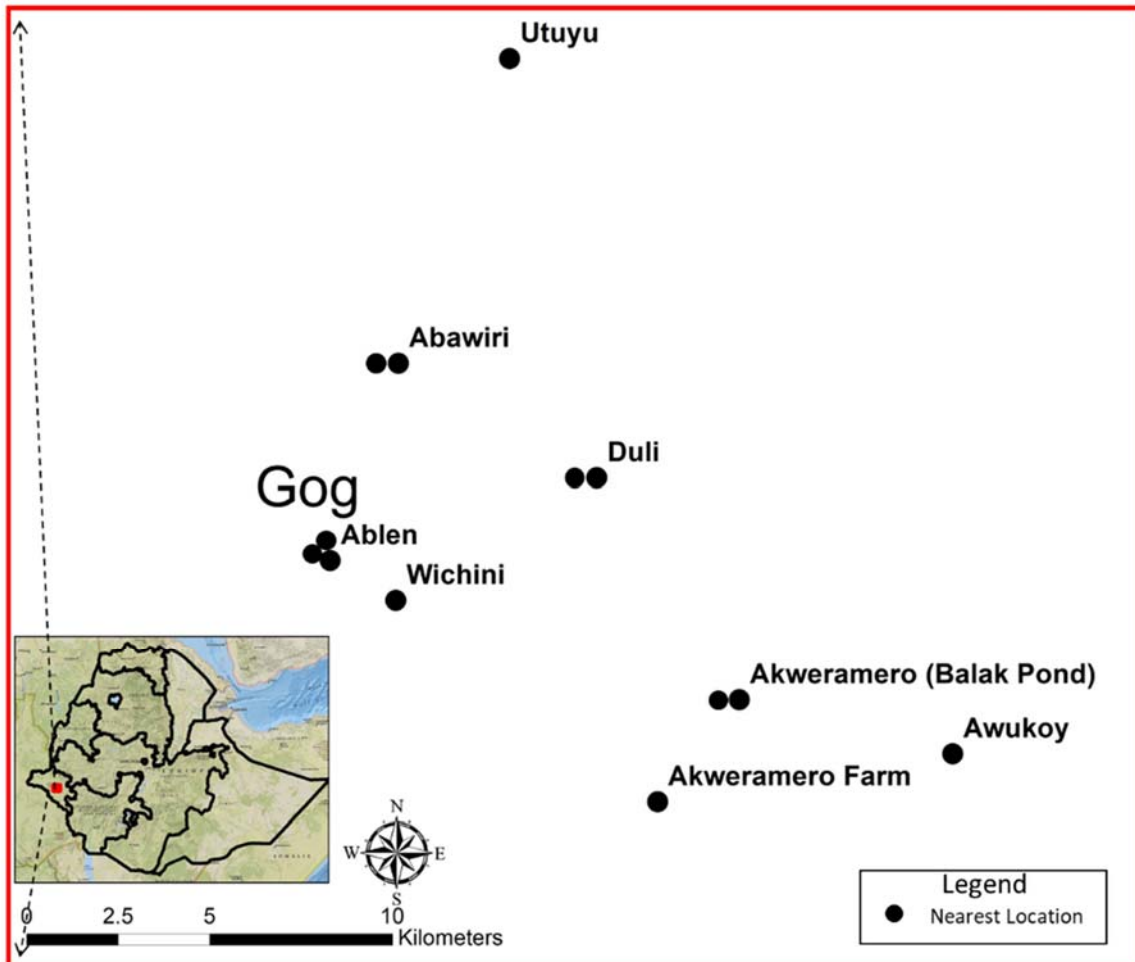 Utuyu
Abawiri
Duli
Gog
Ablen
Wichini
Akweramero (Balak Pond)
Awukoy
Akweramero Farm
N
W E
S
SOMALIA
Legend
Nearest Location
0 2.5 5 10
Kilometers